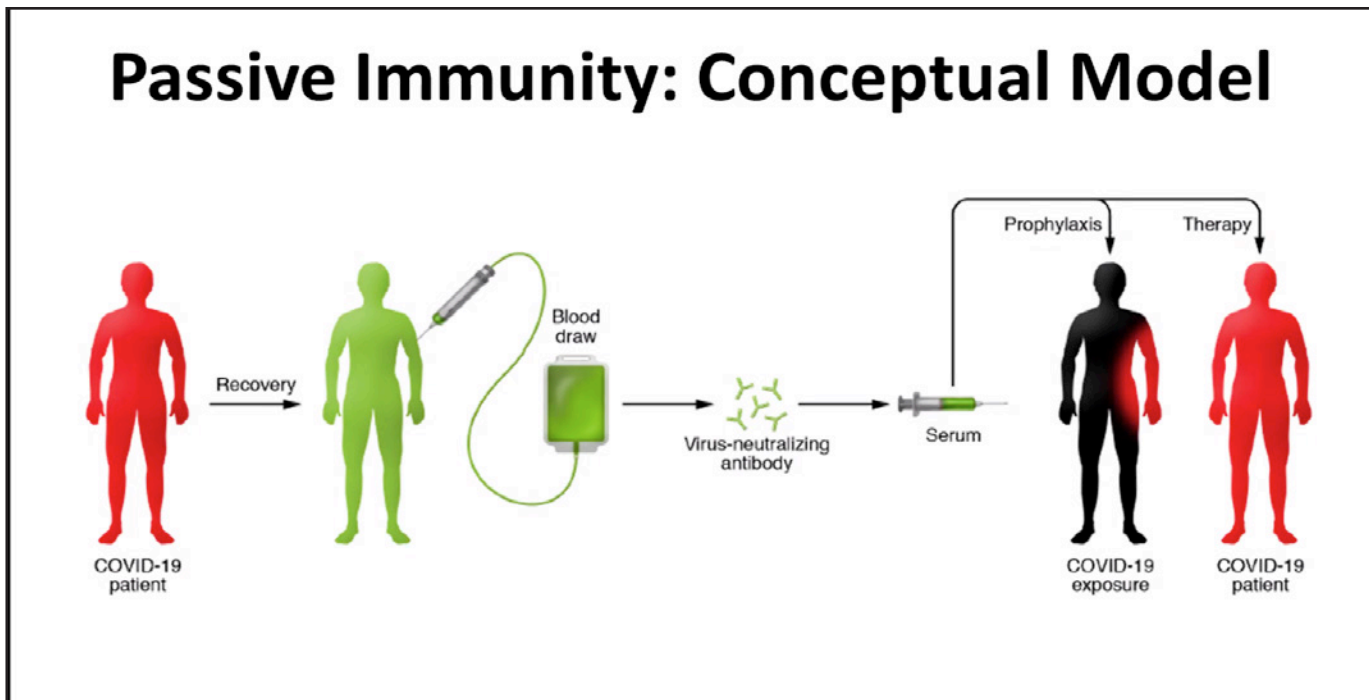 Passive Immunity: Conceptual Model
Prophylaxis
Therapy
Blood
draw
Recovery
Virus-neutralizing
antibody
Serum
COVID-19
patient
COVID-19
exposure
COVID-19
patient